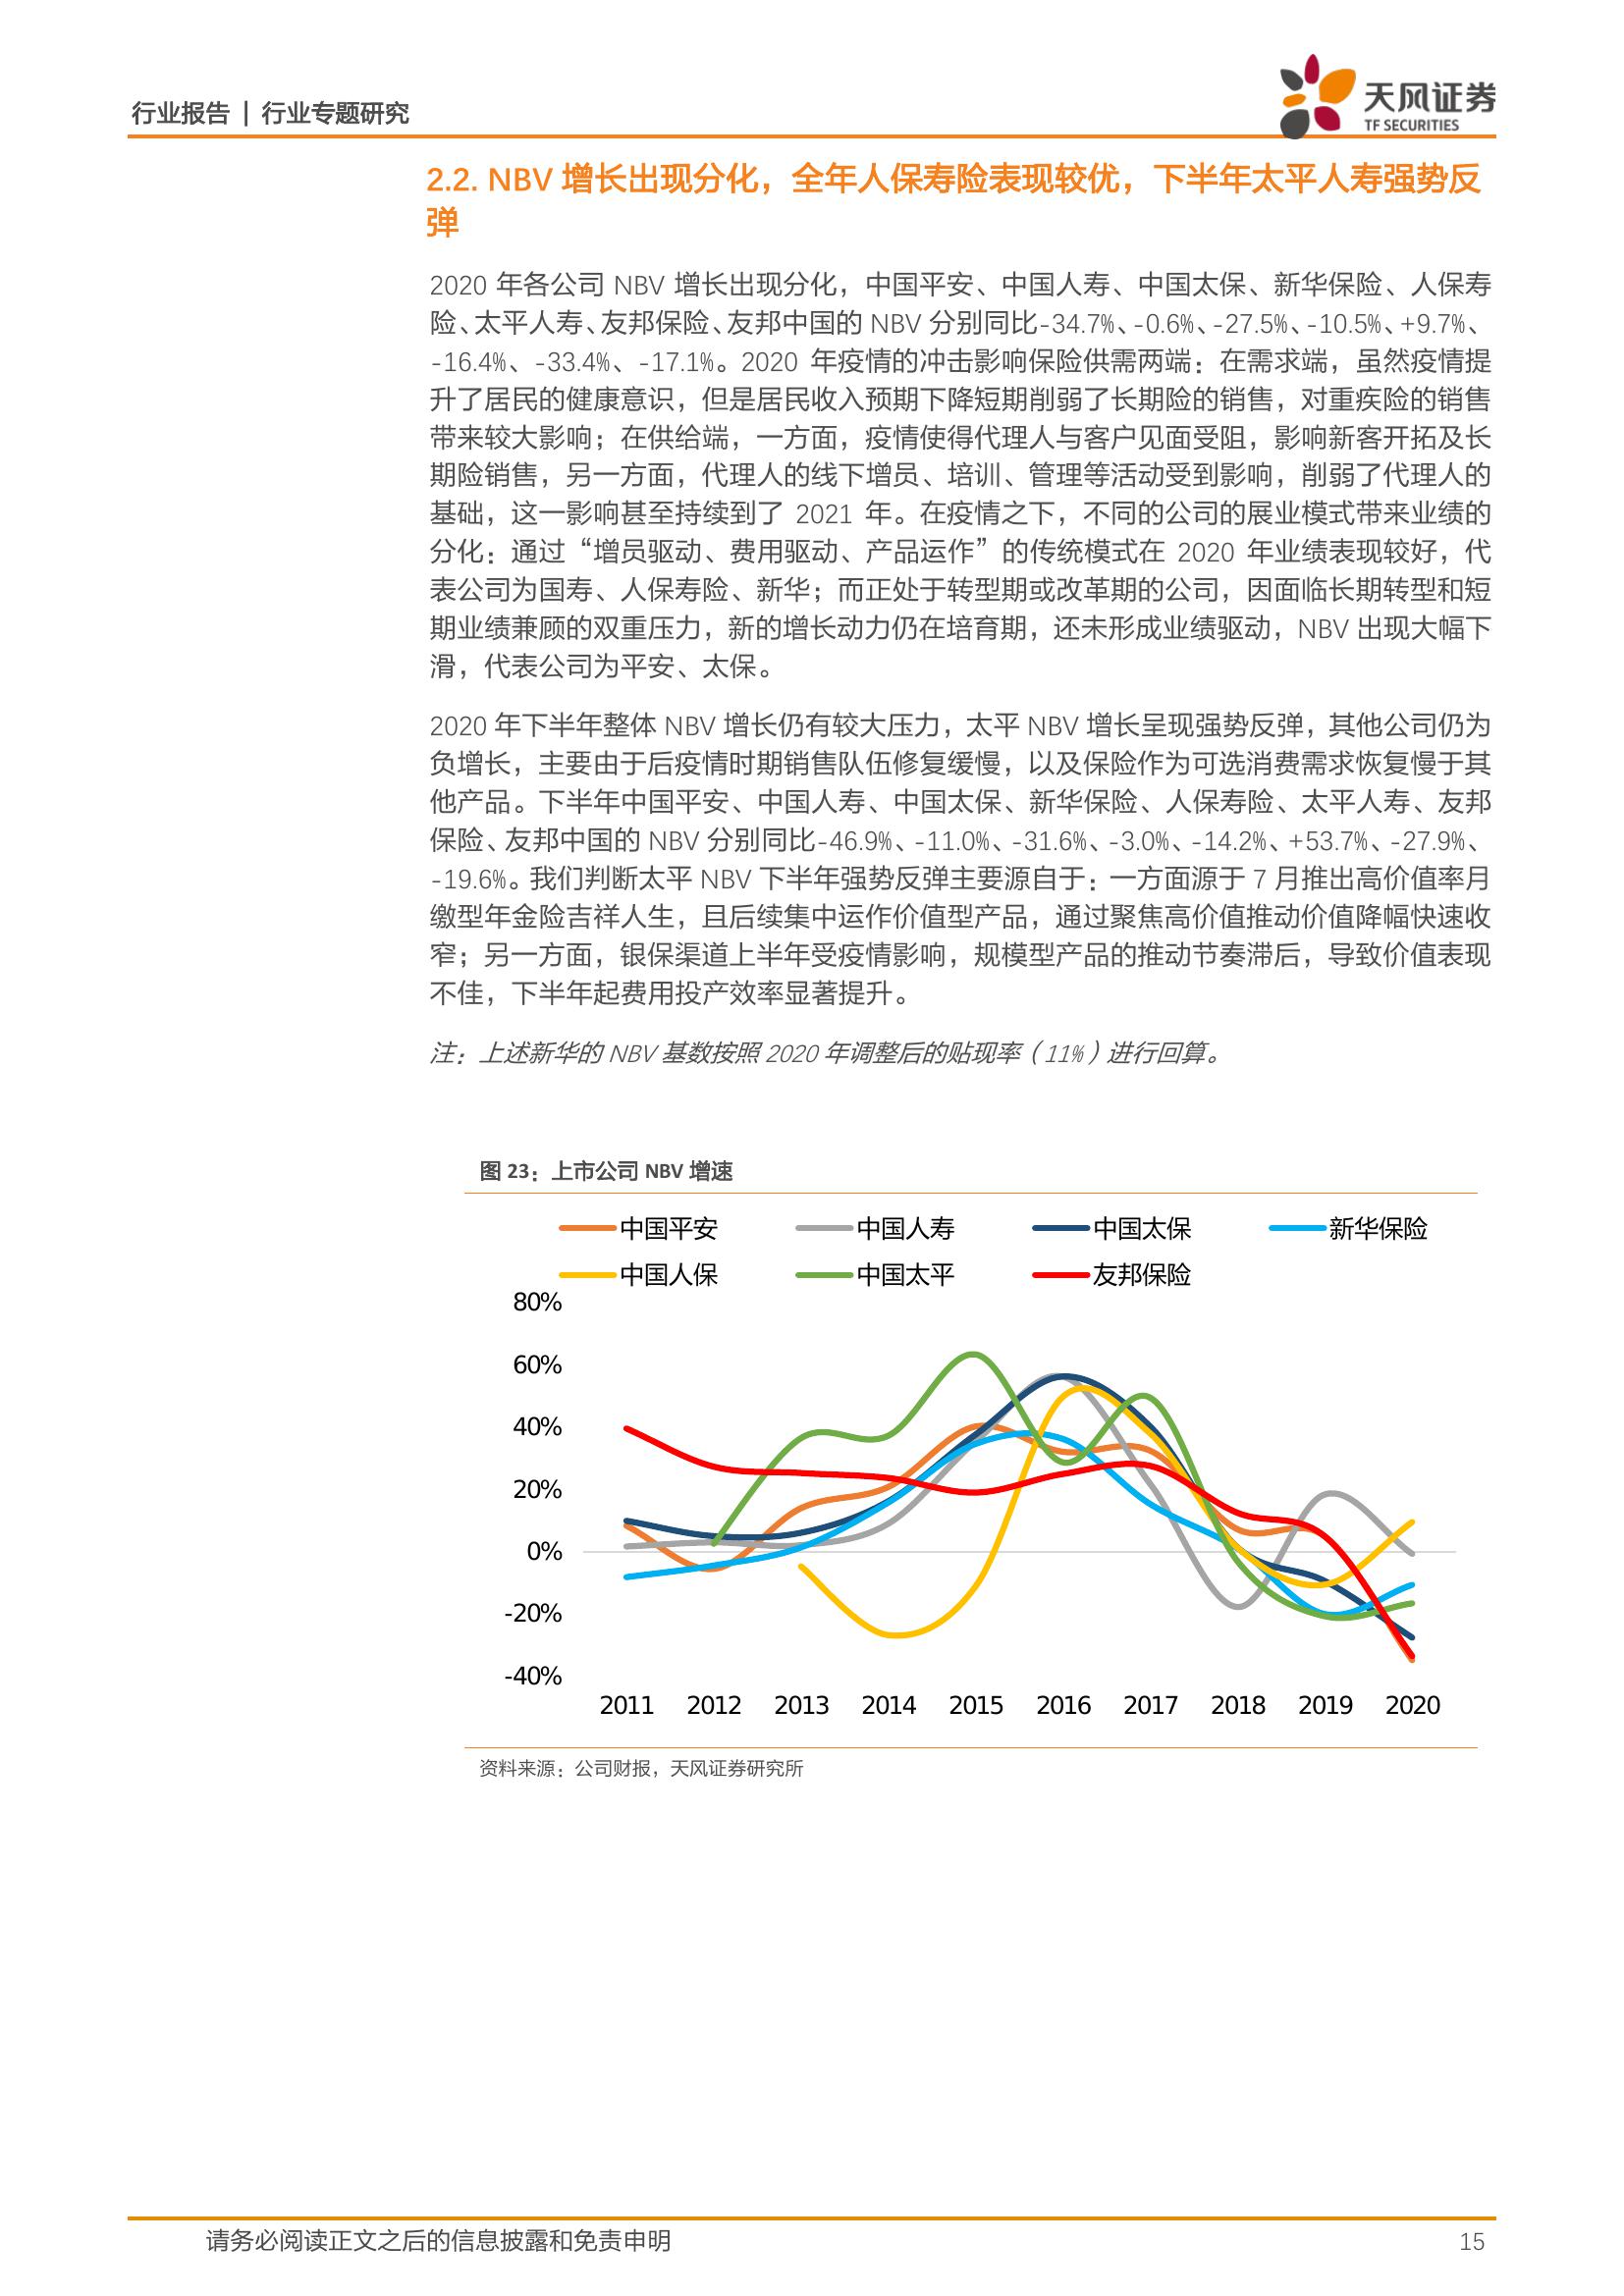 行业报告 | 行业专题研究
天风证券
TF SECURITIES
2.2. NBV 增长出现分化，全年人保寿险表现较优，下半年太平人寿强势反
弹
2020 年各公司 NBV 增长出现分化，中国平安、中国人寿、中国太保、新华保险、人保寿
险、太平人寿、友邦保险、友邦中国的 NBV 分别同比-34.7%、-0.6%、-27.5%、-10.5%、+9.7%、
-16.4%、-33.4%、-17.1%。2020 年疫情的冲击影响保险供需两端：在需求端，虽然疫情提
升了居民的健康意识，但是居民收入预期下降短期削弱了长期险的销售，对重疾险的销售
带来较大影响；在供给端，一方面，疫情使得代理人与客户见面受阻，影响新客开拓及长
期险销售，另一方面，代理人的线下增员、培训、管理等活动受到影响，削弱了代理人的
基础，这一影响甚至持续到了 2021 年。在疫情之下，不同的公司的展业模式带来业绩的
分化：通过“增员驱动、费用驱动、产品运作”的传统模式在 2020 年业绩表现较好，代
表公司为国寿、人保寿险、新华；而正处于转型期或改革期的公司，因面临长期转型和短
期业绩兼顾的双重压力，新的增长动力仍在培育期，还未形成业绩驱动，NBV 出现大幅下
滑，代表公司为平安、太保。
2020 年下半年整体 NBV 增长仍有较大压力，太平 NBV 增长呈现强势反弹，其他公司仍为
负增长，主要由于后疫情时期销售队伍修复缓慢，以及保险作为可选消费需求恢复慢于其
他产品。下半年中国平安、中国人寿、中国太保、新华保险、人保寿险、太平人寿、友邦
保险、友邦中国的 NBV 分别同比-46.9%、-11.0%、-31.6%、-3.0%、-14.2%、+53.7%、-27.9%、
-19.6%。我们判断太平 NBV 下半年强势反弹主要源自于：一方面源于 7 月推出高价值率月
缴型年金险吉祥人生，且后续集中运作价值型产品，通过聚焦高价值推动价值降幅快速收
窄；另一方面，银保渠道上半年受疫情影响，规模型产品的推动节奏滞后，导致价值表现
不佳，下半年起费用投产效率显著提升。
注：上述新华的 NBV 基数按照 2020 年调整后的贴现率（11%）进行回算。
图 23：上市公司 NBV 增速
中国平安 中国人寿 中国太保 新华保险
中国人保 中国太平 友邦保险
80%
60%
40%
20%
0%
-20%
-40%
2011 2012 2013 2014 2015 2016 2017 2018 2019 2020
资料来源：公司财报，天风证券研究所
请务必阅读正文之后的信息披露和免责申明 15